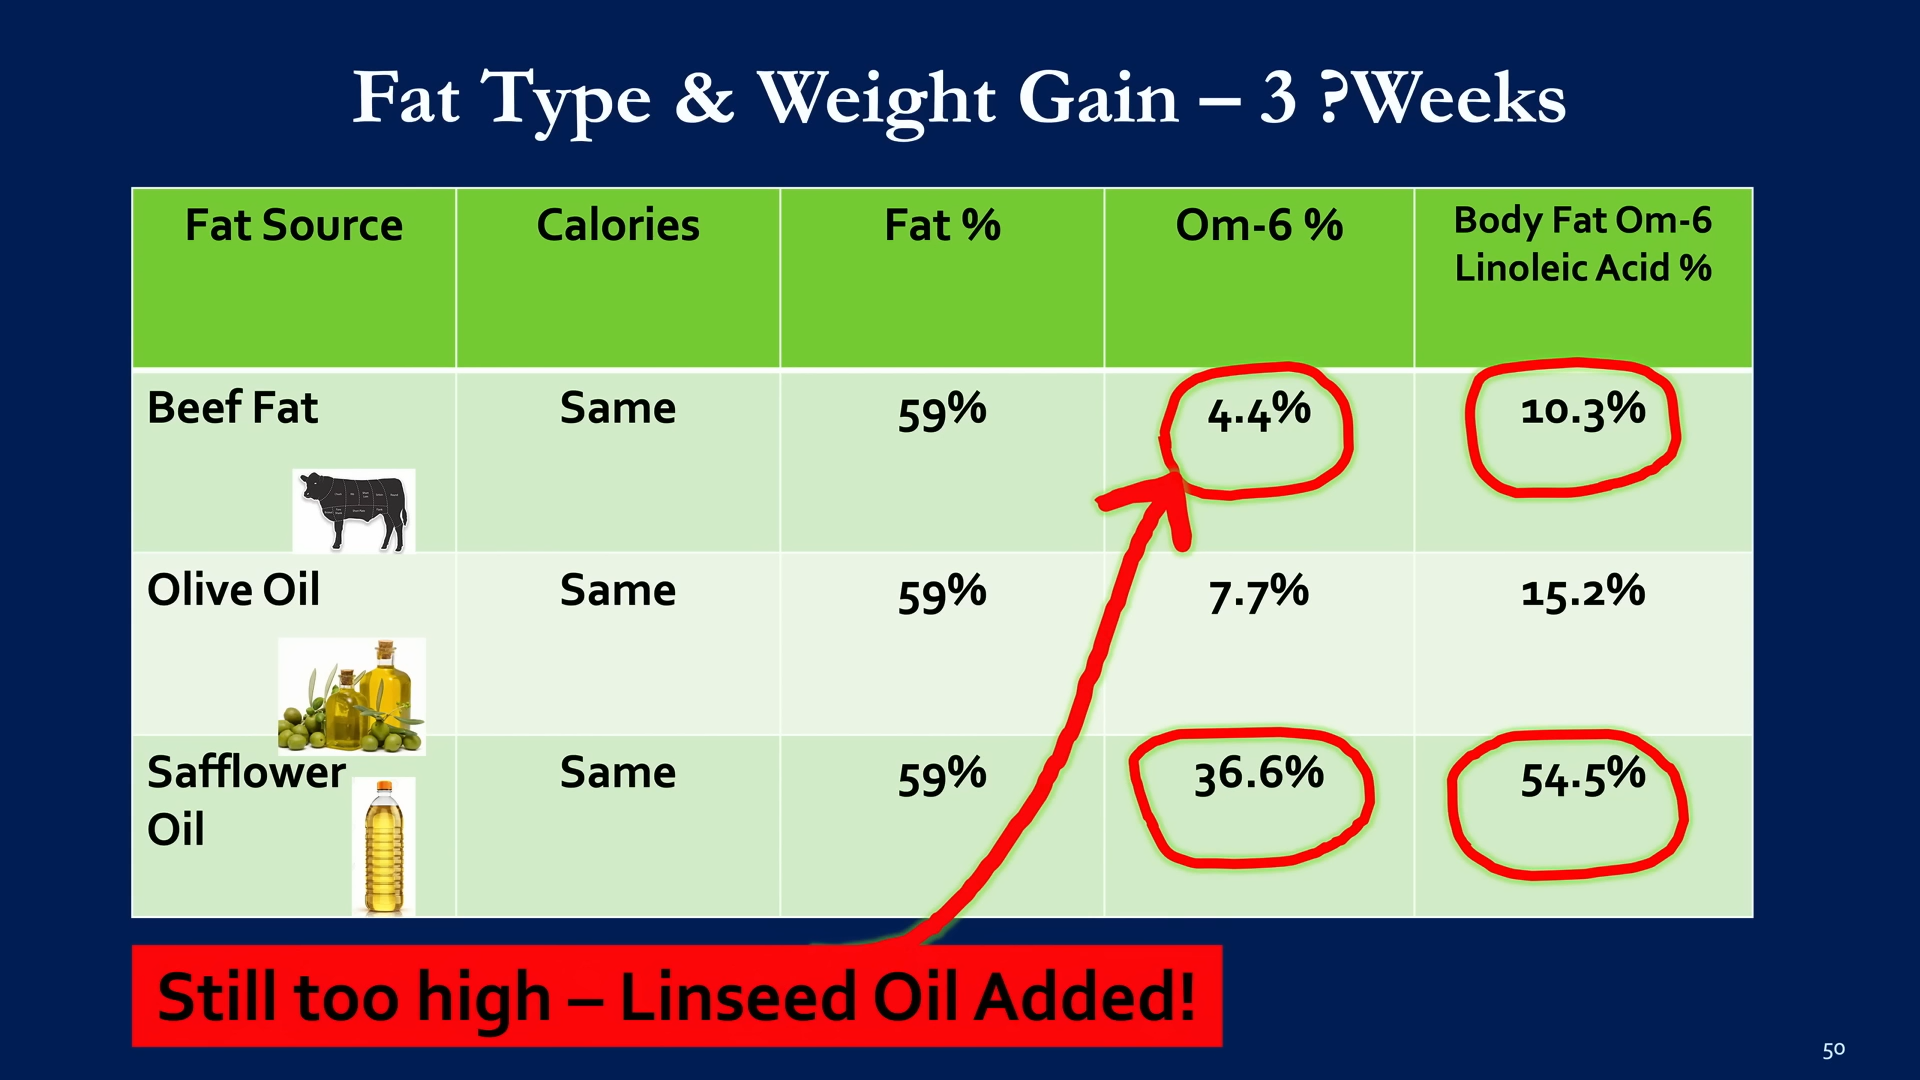 Fat Type & Weight Gain – 3 ?Weeks
Fat Source Calories Fat % Om-6 % Body Fat Om-6
Linoleic Acid %
Beef Fat Same 59% 4.4% 10.3%
Olive Oil Same 59% 7.7% 15.2%
Safflower Same 59% 36.6% 54.5%
Oil
Still too high – Linseed Oil Added!
50